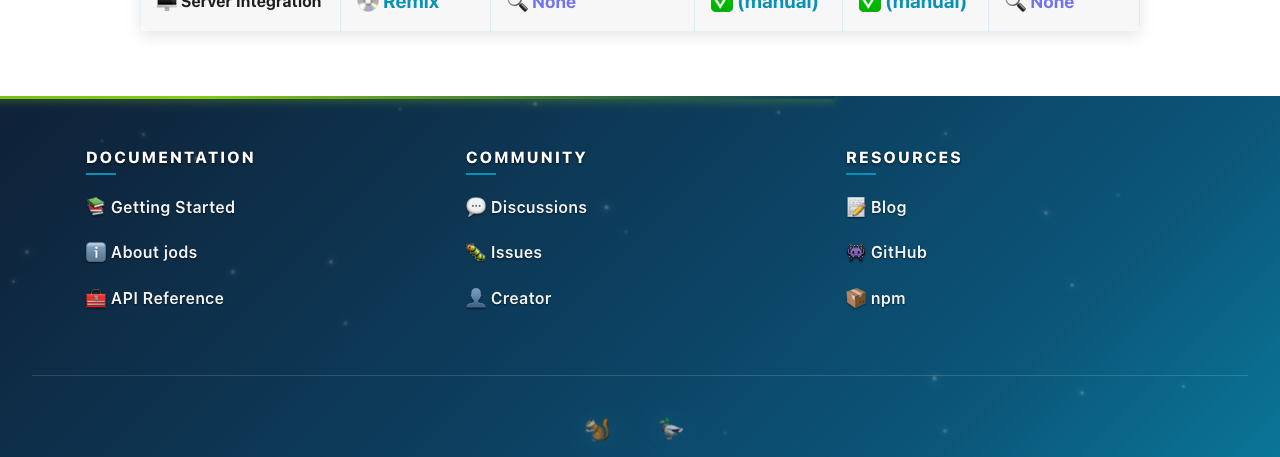 Server Integration Remix None (manual) (manual) None
DOCUMENTATION
Getting Started
About jods
API Reference
COMMUNITY
Discussions
Issues
Creator
RESOURCES
Blog
GitHub
npm